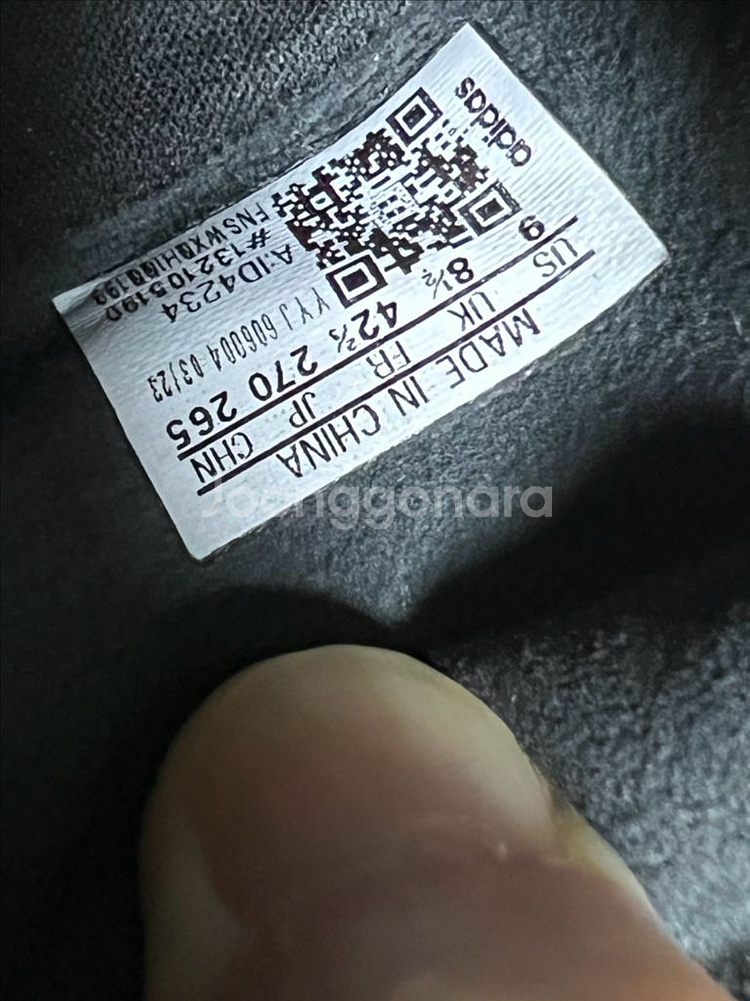 MADE IN CHINA
US UK FR JP CHN
9 8½ 42⅔ 270 265
adidas
YYJ 606004 03/23
A:ID4234
#132105190
Joonggonara